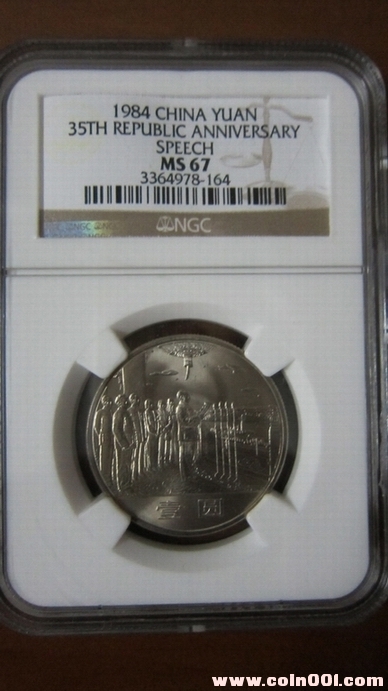 1984 CHINA YUAN
35TH REPUBLIC ANNIVERSARY
SPEECH
MS 67
3364978-164
NGC
壹 圆
www.coin001.com